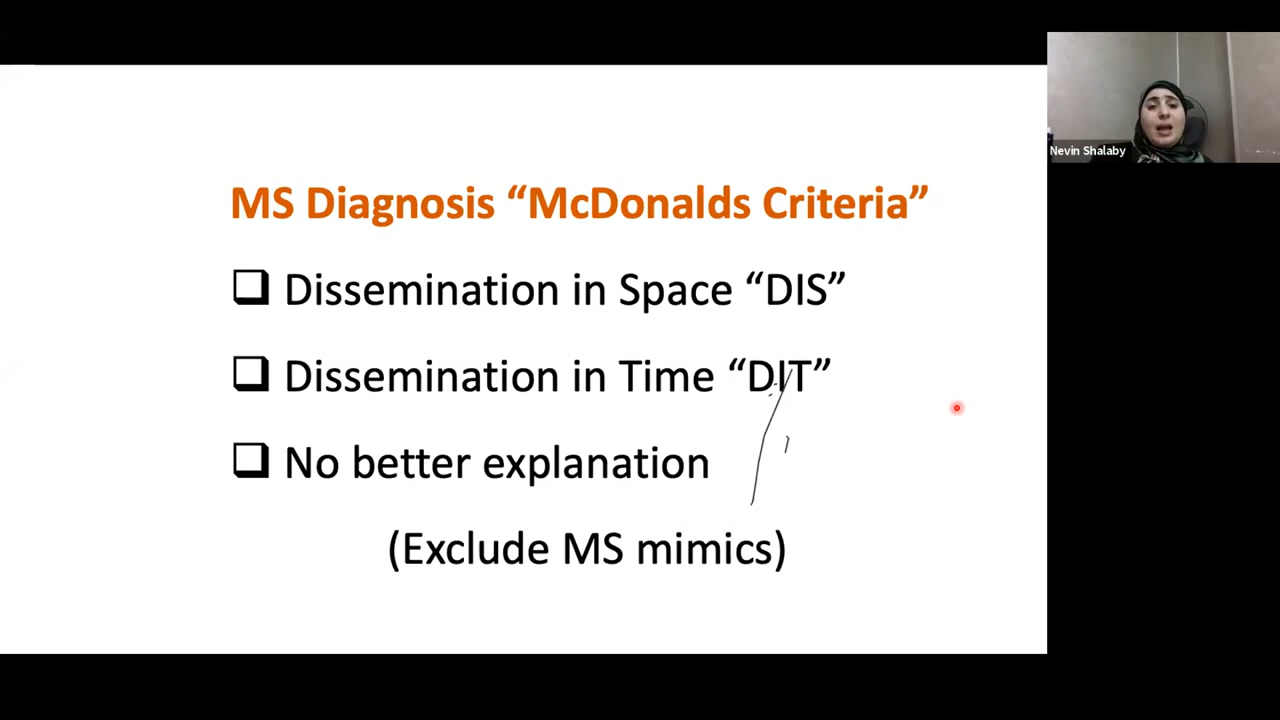 MS Diagnosis “McDonalds Criteria”
❑ Dissemination in Space “DIS”
❑ Dissemination in Time “DIT”
❑ No better explanation
(Exclude MS mimics)
Nevin Shalaby